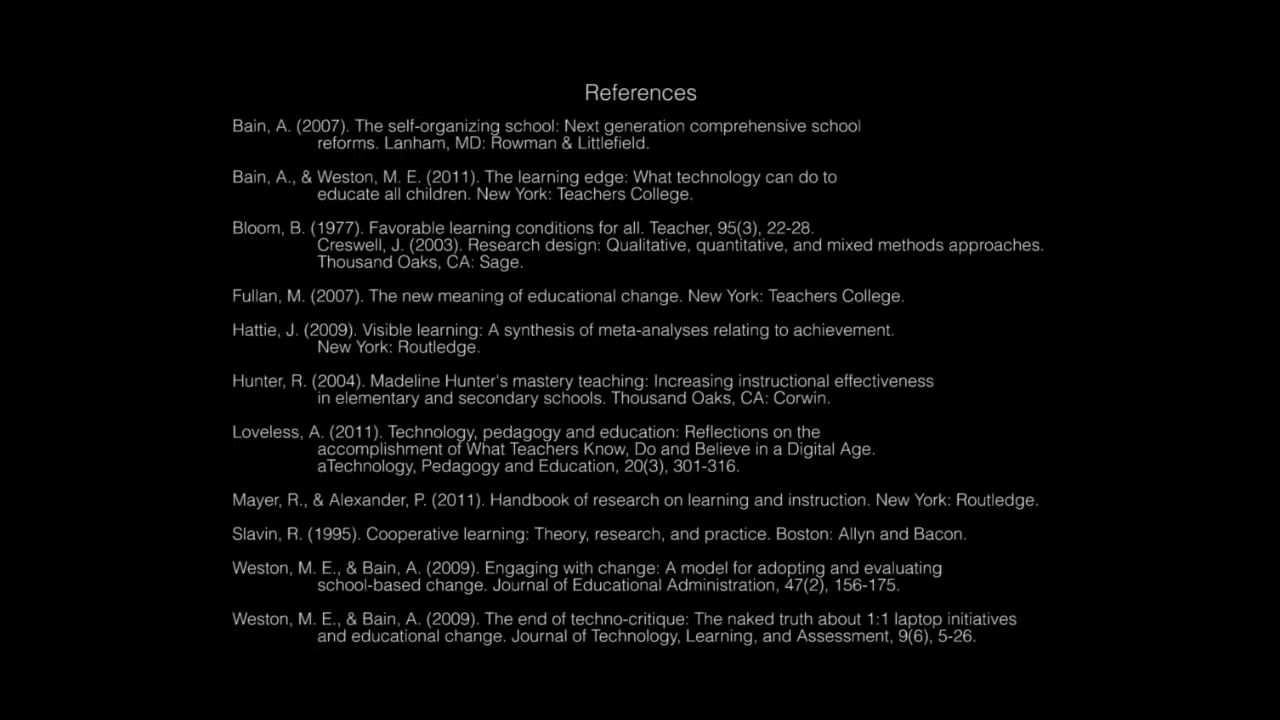 References
Bain, A. (2007). The self-organizing school: Next generation comprehensive school
reforms. Lanham, MD: Rowman & Littlefield.
Bain, A., & Weston, M. E. (2011). The learning edge: What technology can do to
educate all children. New York: Teachers College.
Bloom, B. (1977). Favorable learning conditions for all. Teacher, 95(3), 22-28.
Creswell, J. (2003). Research design: Qualitative, quantitative, and mixed methods approaches.
Thousand Oaks, CA: Sage.
Fullan, M. (2007). The new meaning of educational change. New York: Teachers College.
Hattie, J. (2009). Visible learning: A synthesis of meta-analyses relating to achievement.
New York: Routledge.
Hunter, R. (2004). Madeline Hunter's mastery teaching: Increasing instructional effectiveness
in elementary and secondary schools. Thousand Oaks, CA: Corwin.
Loveless, A. (2011). Technology, pedagogy and education: Reflections on the
accomplishment of What Teachers Know, Do and Believe in a Digital Age.
aTechnology, Pedagogy and Education, 20(3), 301-316.
Mayer, R., & Alexander, P. (2011). Handbook of research on learning and instruction. New York: Routledge.
Slavin, R. (1995). Cooperative learning: Theory, research, and practice. Boston: Allyn and Bacon.
Weston, M. E., & Bain, A. (2009). Engaging with change: A model for adopting and evaluating
school-based change. Journal of Educational Administration, 47(2), 156-175.
Weston, M. E., & Bain, A. (2009). The end of techno-critique: The naked truth about 1:1 laptop initiatives
and educational change. Journal of Technology, Learning, and Assessment, 9(6), 5-26.